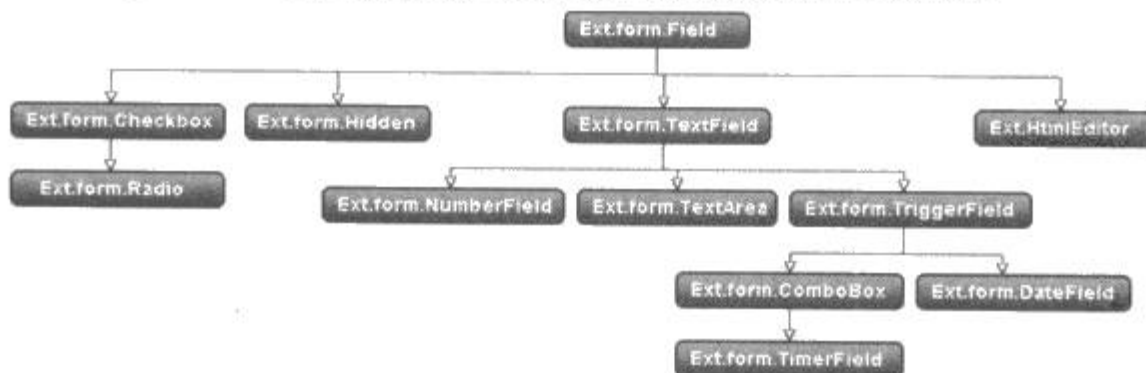 Ext.form.Field
Ext.form.Checkbox
Ext.form.Hidden
Ext.form.TextField
Ext.HtmlEditor
Ext.form.Radio
Ext.form.NumberField
Ext.form.TextArea
Ext.form.TriggerField
Ext.form.ComboBox
Ext.form.DateField
Ext.form.TimerField